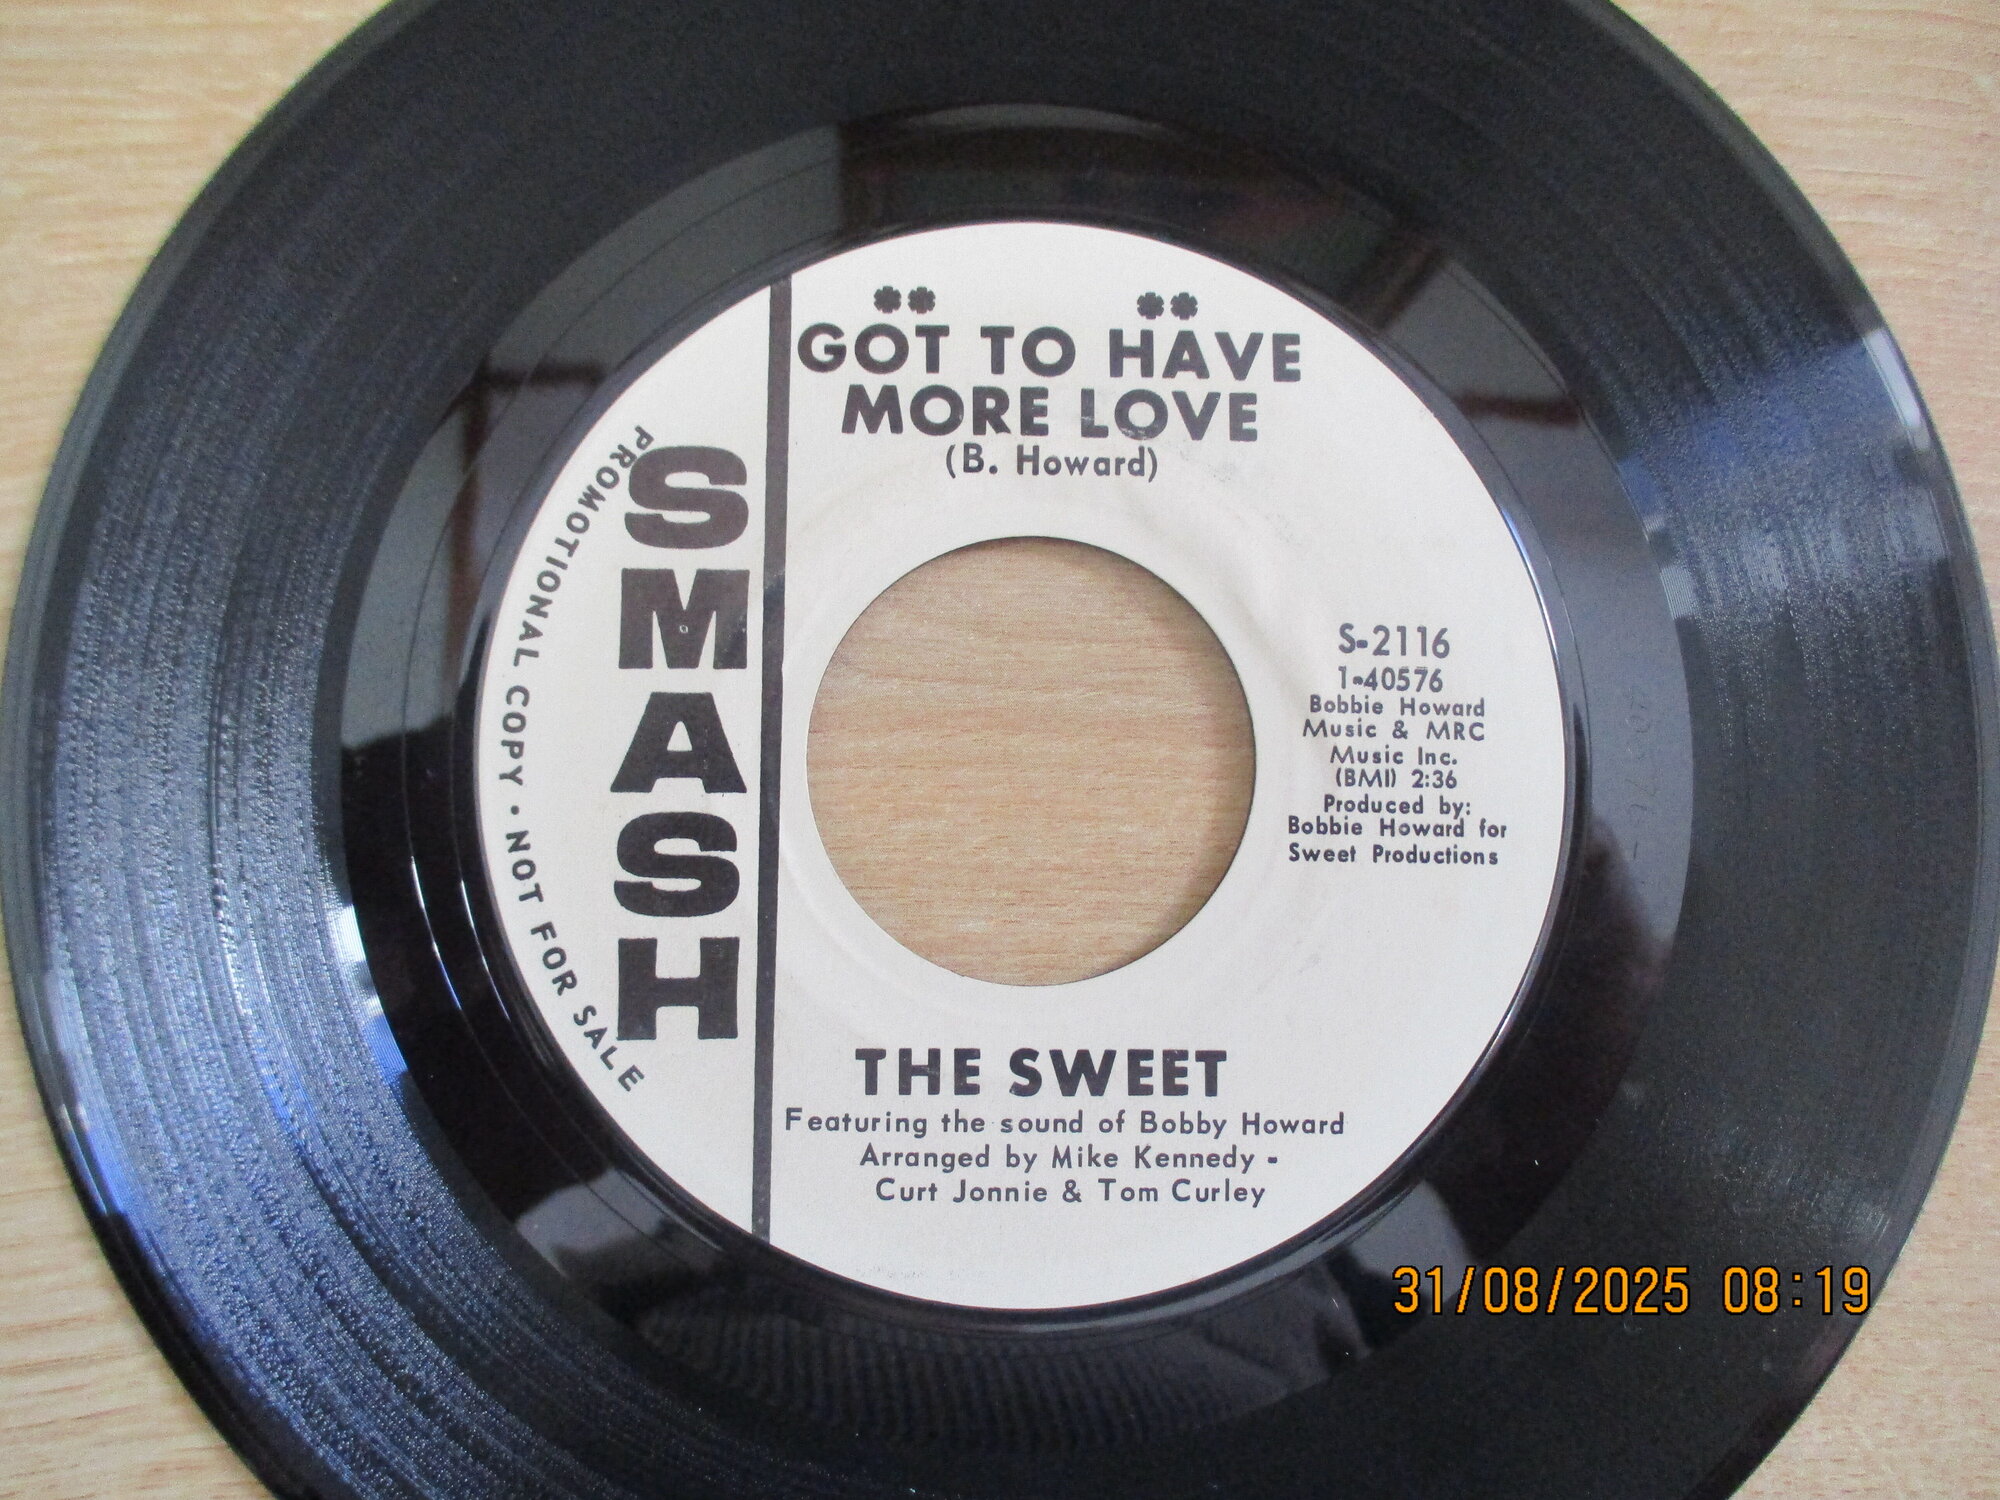 GOT TO HAVE
MORE LOVE
(B. Howard)
SMASH
PROMOTIONAL COPY • NOT FOR SALE
S-2116
1-40576
Bobbie Howard
Music & MRC
Music Inc.
(BMI) 2:36
Produced by:
Bobbie Howard for
Sweet Productions
THE SWEET
Featuring the sound of Bobby Howard
Arranged by Mike Kennedy -
Curt Jonnie & Tom Curley
31/08/2025 08:19